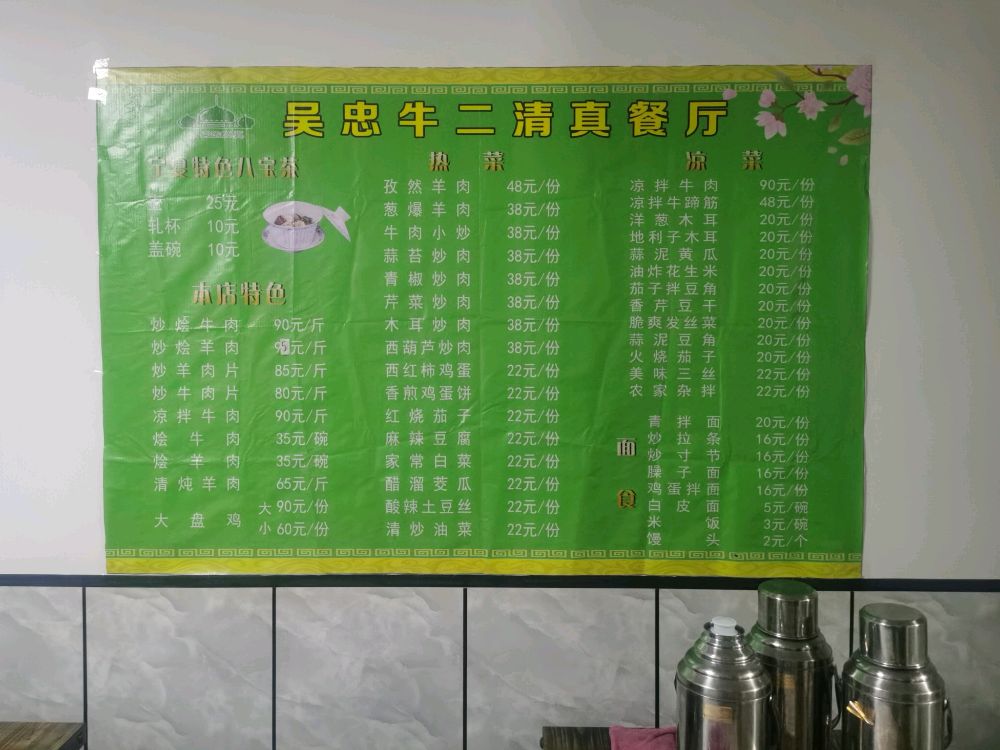 吴忠牛二清真餐厅
宁夏特色八宝茶
25元
轧杯 10元
盖碗 10元
本店特色
炒烩牛肉 90元/斤
炒烩羊肉 95元/斤
炒羊肉片 85元/斤
炒牛肉片 80元/斤
凉拌牛肉 90元/斤
烩牛肉 35元/碗
烩羊肉 35元/碗
清炖羊肉 65元/斤
大盘鸡 大 90元/份
小 60元/份
热菜
孜然羊肉 48元/份
葱爆羊肉 38元/份
牛肉小炒 38元/份
蒜苔炒肉 38元/份
青椒炒肉 38元/份
芹菜炒肉 38元/份
木耳炒肉 38元/份
西葫芦炒肉 38元/份
西红柿鸡蛋 22元/份
香煎鸡蛋饼 22元/份
红烧茄子 22元/份
麻辣豆腐 22元/份
家常白菜 22元/份
醋溜茭瓜 22元/份
酸辣土豆丝 22元/份
清炒油菜 22元/份
凉菜
凉拌牛肉 90元/份
凉拌牛蹄筋 48元/份
洋葱木耳 20元/份
地利子木耳 20元/份
蒜泥黄瓜 20元/份
油炸花生米 20元/份
茄子拌豆角 20元/份
香芹豆干 20元/份
脆爽发丝菜 20元/份
蒜泥豆角 20元/份
火烧茄子 20元/份
美味三丝 22元/份
农家杂拌 22元/份
面食
青拌面 20元/份
炒拉条 16元/份
炒寸节 16元/份
臊子面 16元/份
鸡蛋拌面 16元/份
白皮面 5元/碗
米饭 3元/碗
馒头 2元/个